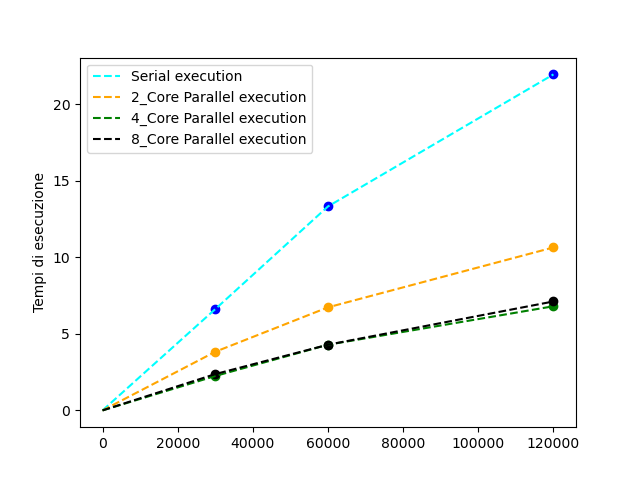 Serial execution
2_Core Parallel execution
4_Core Parallel execution
8_Core Parallel execution
Tempi di esecuzione
20
15
10
5
0
0 20000 40000 60000 80000 100000 120000